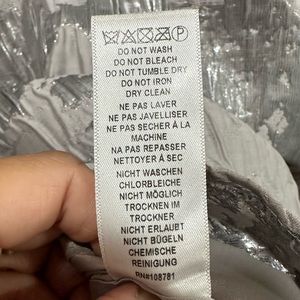 P
DO NOT WASH
DO NOT BLEACH
DO NOT TUMBLE DRY
DO NOT IRON
DRY CLEAN
NE PAS LAVER
NE PAS JAVELLISER
NE PAS SECHER À LA
MACHINE
NA PAS REPASSER
NETTOYER À SEC
NICHT WASCHEN
CHLORBLEICHE
NICHT MÖGLICH
TROCKNEN IM
TROCKNER
NICHT ERLAUBT
NICHT BÜGELN
CHEMISCHE
REINIGUNG
RN#108781